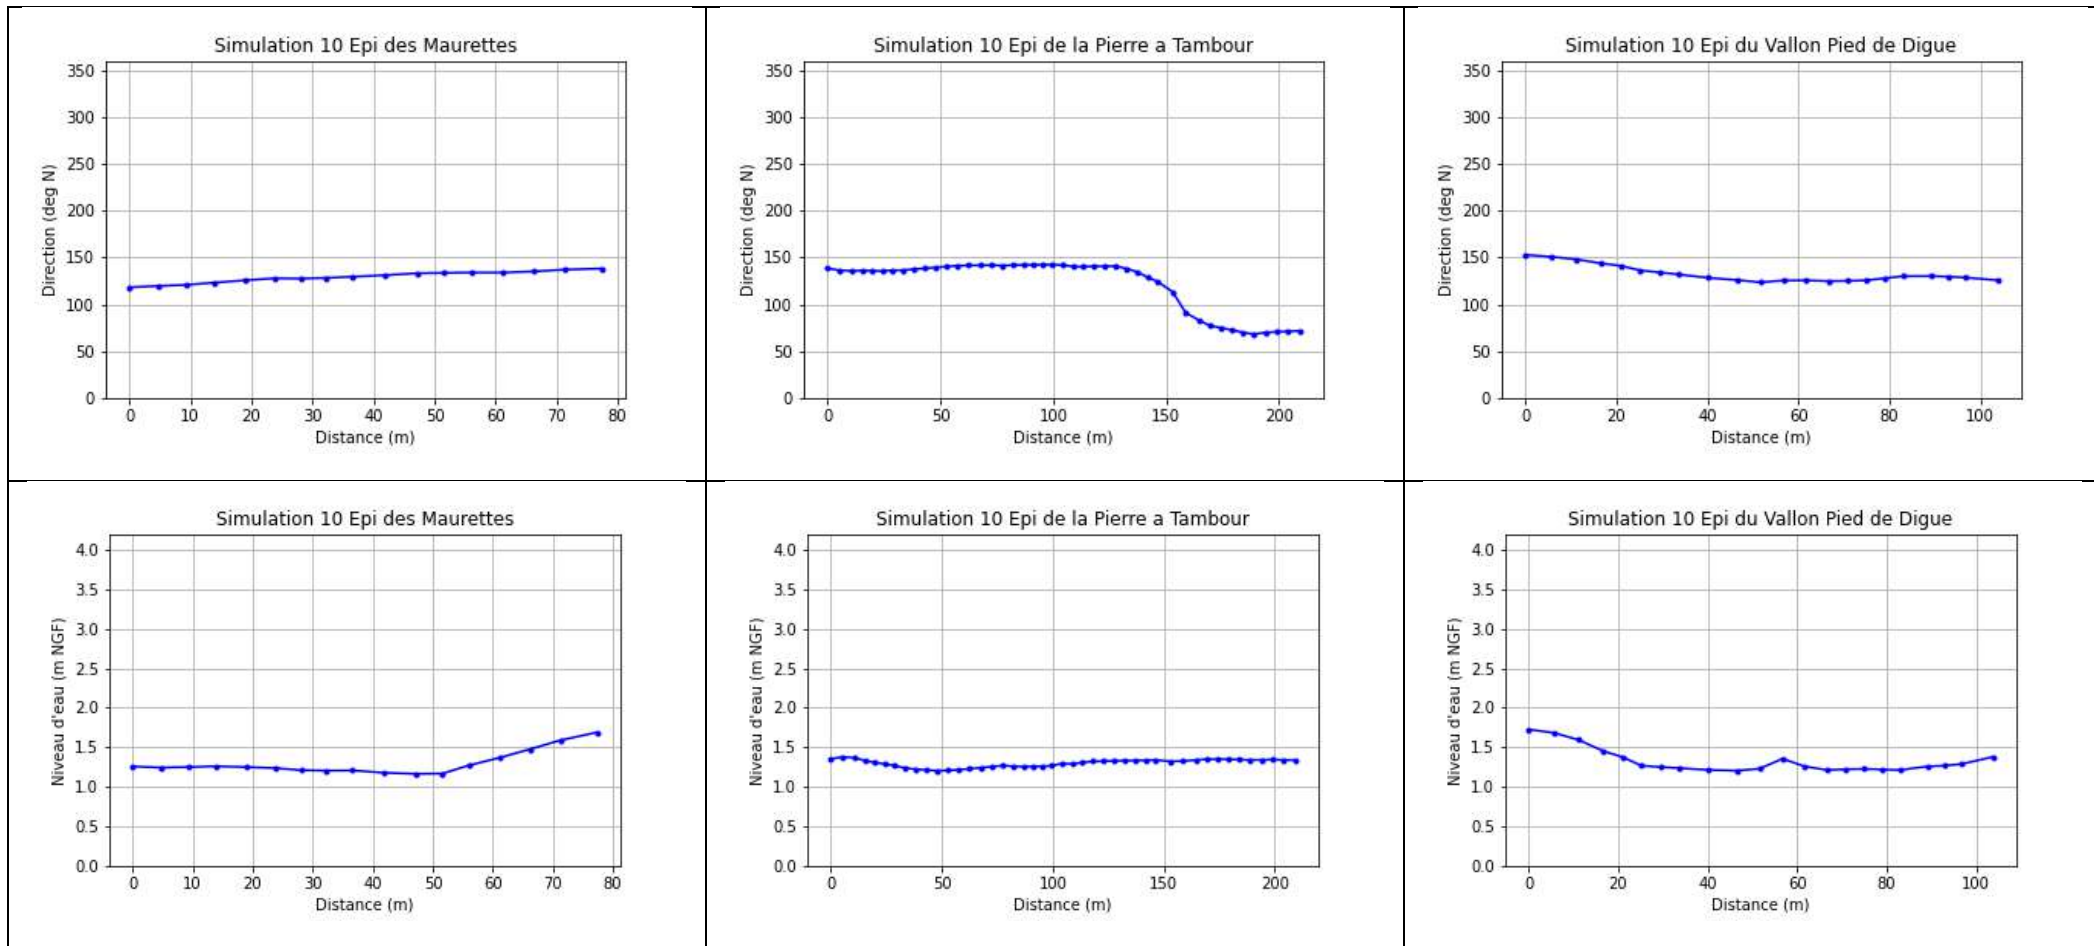 Simulation 10 Epi des Maurettes
350
300
250
200
150
100
50
0
Direction (deg N)
0 10 20 30 40 50 60 70 80
Distance (m)
Simulation 10 Epi de la Pierre a Tambour
350
300
250
200
150
100
50
0
Direction (deg N)
0 50 100 150 200
Distance (m)
Simulation 10 Epi du Vallon Pied de Digue
350
300
250
200
150
100
50
0
Direction (deg N)
0 20 40 60 80 100
Distance (m)
Simulation 10 Epi des Maurettes
4.0
3.5
3.0
2.5
2.0
1.5
1.0
0.5
0.0
Niveau d'eau (m NGF)
0 10 20 30 40 50 60 70 80
Distance (m)
Simulation 10 Epi de la Pierre a Tambour
4.0
3.5
3.0
2.5
2.0
1.5
1.0
0.5
0.0
Niveau d'eau (m NGF)
0 50 100 150 200
Distance (m)
Simulation 10 Epi du Vallon Pied de Digue
4.0
3.5
3.0
2.5
2.0
1.5
1.0
0.5
0.0
Niveau d'eau (m NGF)
0 20 40 60 80 100
Distance (m)